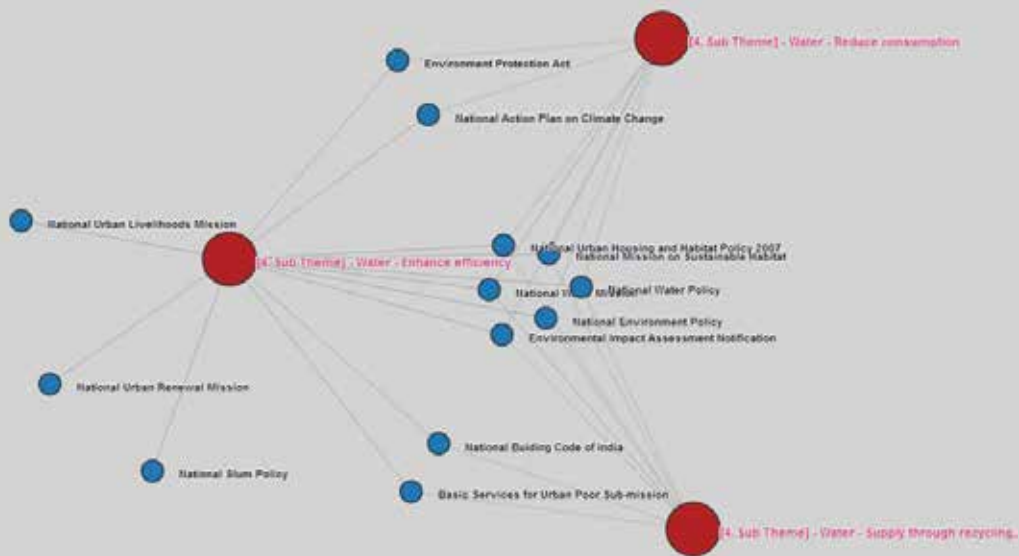 [4. Sub Theme] - Water - Reduce consumption
Environment Protection Act
National Action Plan on Climate Change
National Urban Livelihoods Mission
National Urban Housing and Habitat Policy 2007
National Mission on Sustainable Habitat
[4. Sub Theme] - Water - Enhance efficiency
National Mission
National Water Policy
National Environment Policy
Environmental Impact Assessment Notification
National Urban Renewal Mission
National Buiding Code of india
National Slum Policy
Basic Services for Urban Poor Sub-mission
[4. Sub Theme] - Water - Supply through recycling..